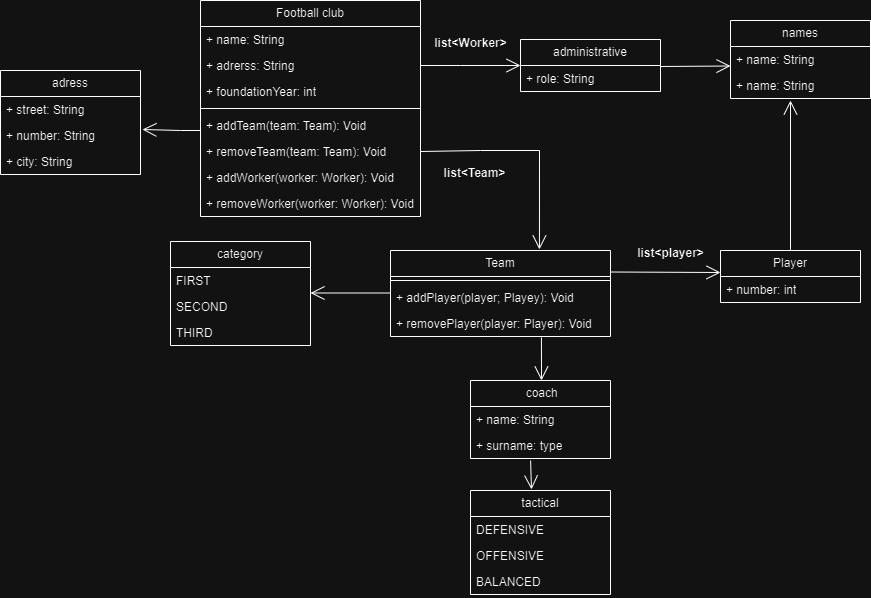 Football club
+ name: String
+ adrerss: String
+ foundationYear: int
+ addTeam(team: Team): Void
+ removeTeam(team: Team): Void
+ addWorker(worker: Worker): Void
+ removeWorker(worker: Worker): Void
list<Worker>
administrative
+ role: String
names
+ name: String
+ name: String
adress
+ street: String
+ number: String
+ city: String
list<Team>
category
FIRST
SECOND
THIRD
Team
+ addPlayer(player; Playey): Void
+ removePlayer(player: Player): Void
list<player>
Player
+ number: int
coach
+ name: String
+ surname: type
tactical
DEFENSIVE
OFFENSIVE
BALANCED